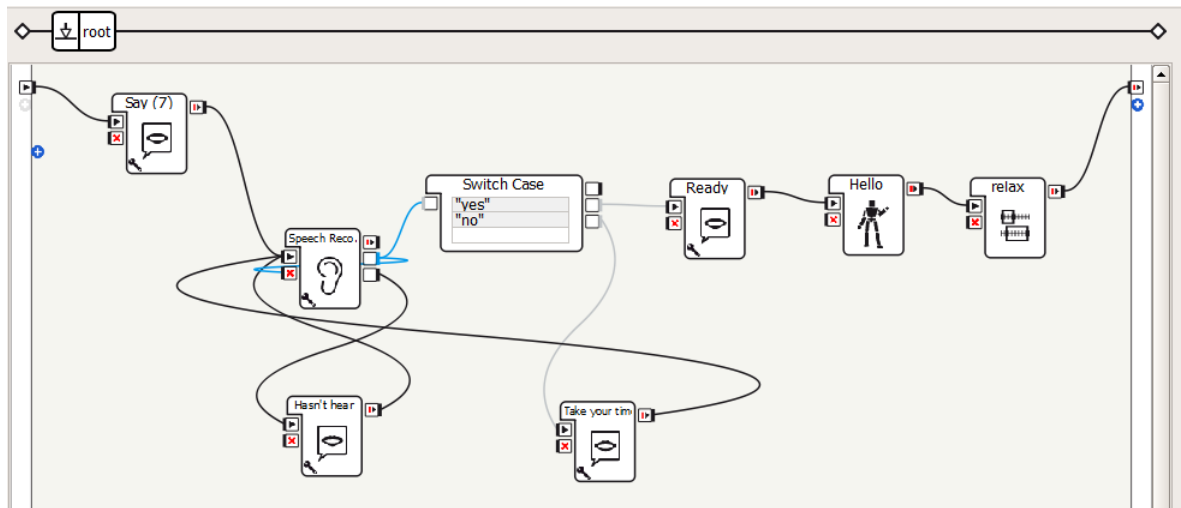 root
Say (7)
Switch Case
"yes"
"no"
Ready
Hello
relax
Speech Reco.
Hasn't hear
Take your tim